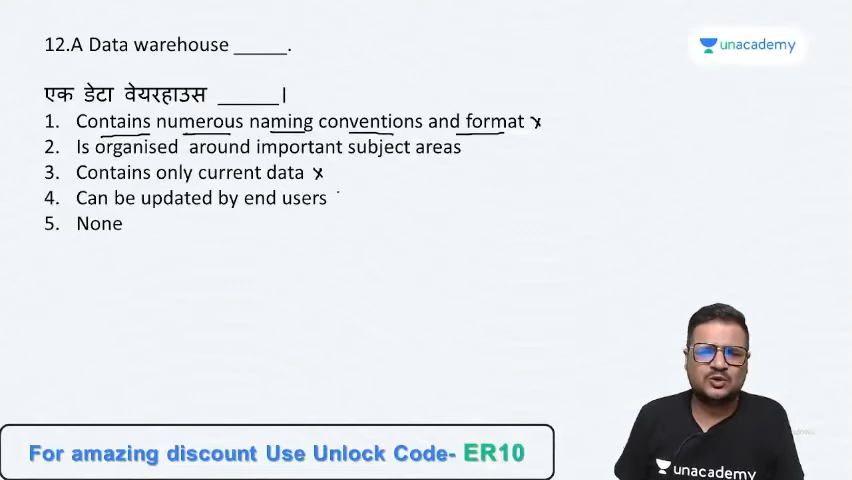 12.A Data warehouse _____.
unacademy
एक डेटा वेयरहाउस _____।
1. Contains numerous naming conventions and format x
2. Is organised around important subject areas
3. Contains only current data x
4. Can be updated by end users
5. None
For amazing discount Use Unlock Code- ER10
unacademy